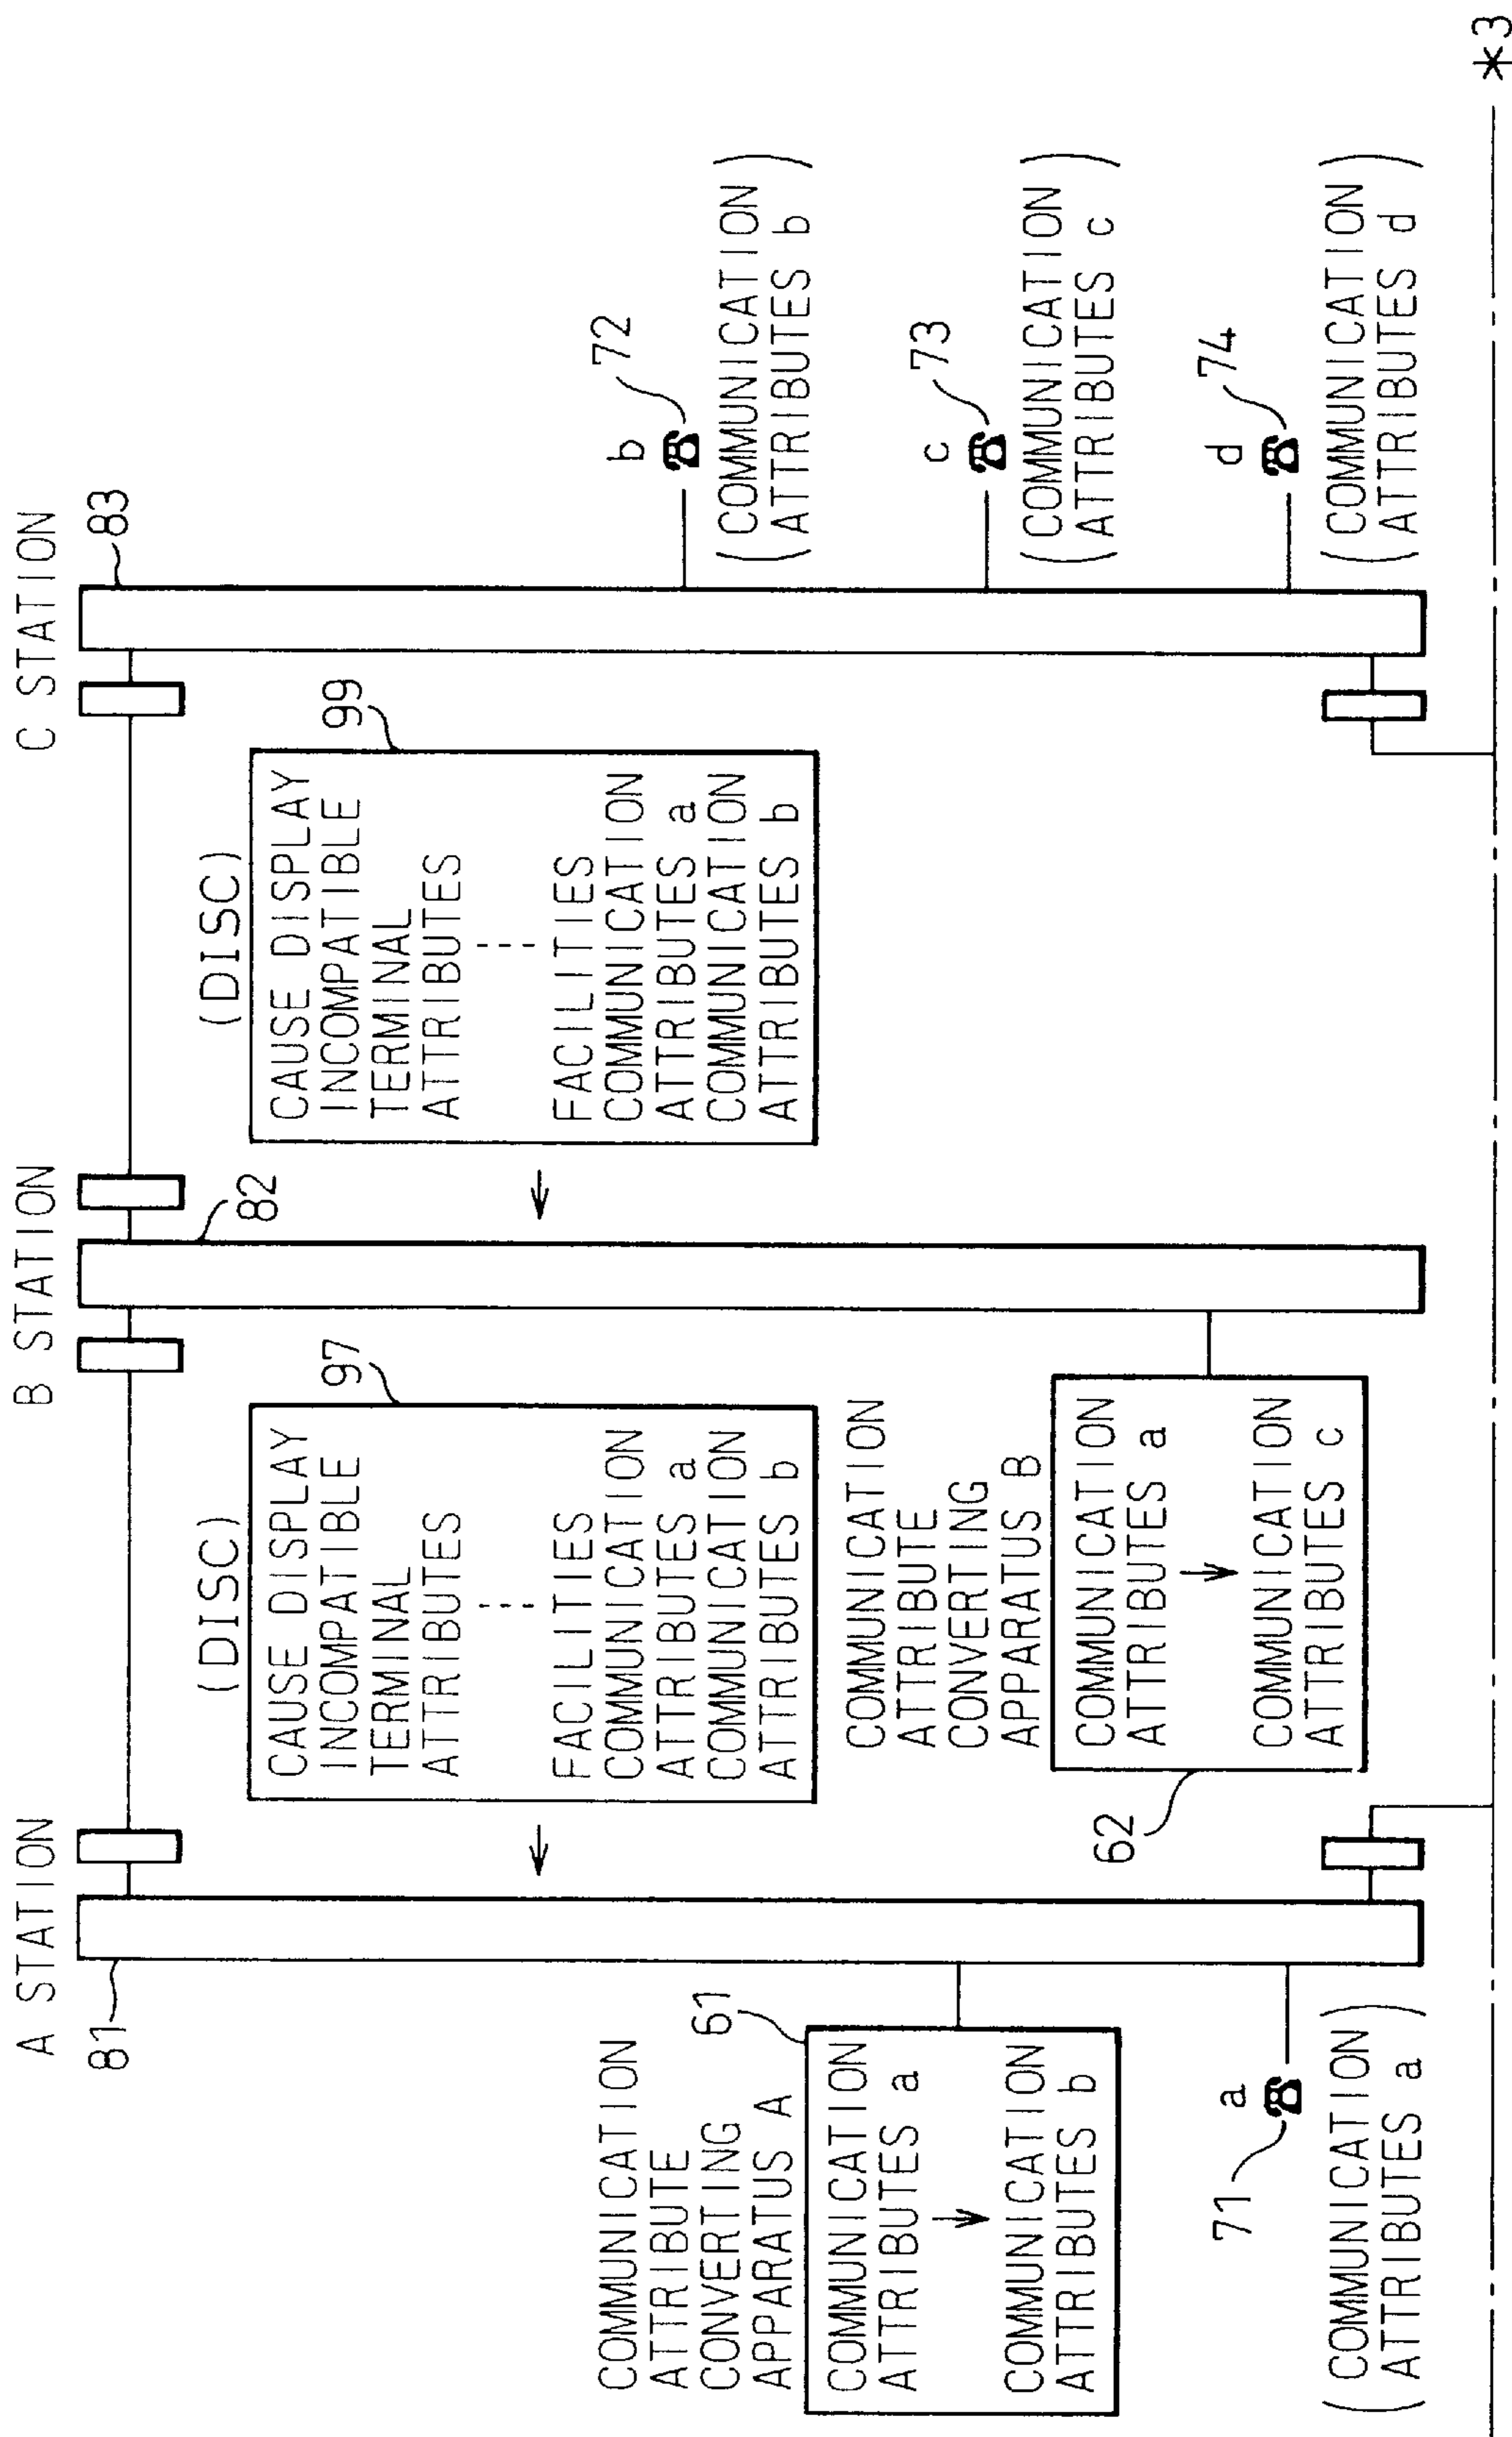 A STATION
B STATION
C STATION
81
82
83
(DISC)
CAUSE DISPLAY
INCOMPATIBLE
TERMINAL
ATTRIBUTES
FACILITIES
COMMUNICATION
ATTRIBUTES a
COMMUNICATION
ATTRIBUTES b
97
(DISC)
CAUSE DISPLAY
INCOMPATIBLE
TERMINAL
ATTRIBUTES
FACILITIES
COMMUNICATION
ATTRIBUTES a
COMMUNICATION
ATTRIBUTES b
99
COMMUNICATION
ATTRIBUTE
CONVERTING
APPARATUS A
61
COMMUNICATION
ATTRIBUTES a
COMMUNICATION
ATTRIBUTES b
a
71
(COMMUNICATION
ATTRIBUTES a)
COMMUNICATION
ATTRIBUTE
CONVERTING
APPARATUS B
COMMUNICATION
ATTRIBUTES a
COMMUNICATION
ATTRIBUTES c
62
b
72
(COMMUNICATION
ATTRIBUTES b)
c
73
(COMMUNICATION
ATTRIBUTES c)
d
74
(COMMUNICATION
ATTRIBUTES d)
*3